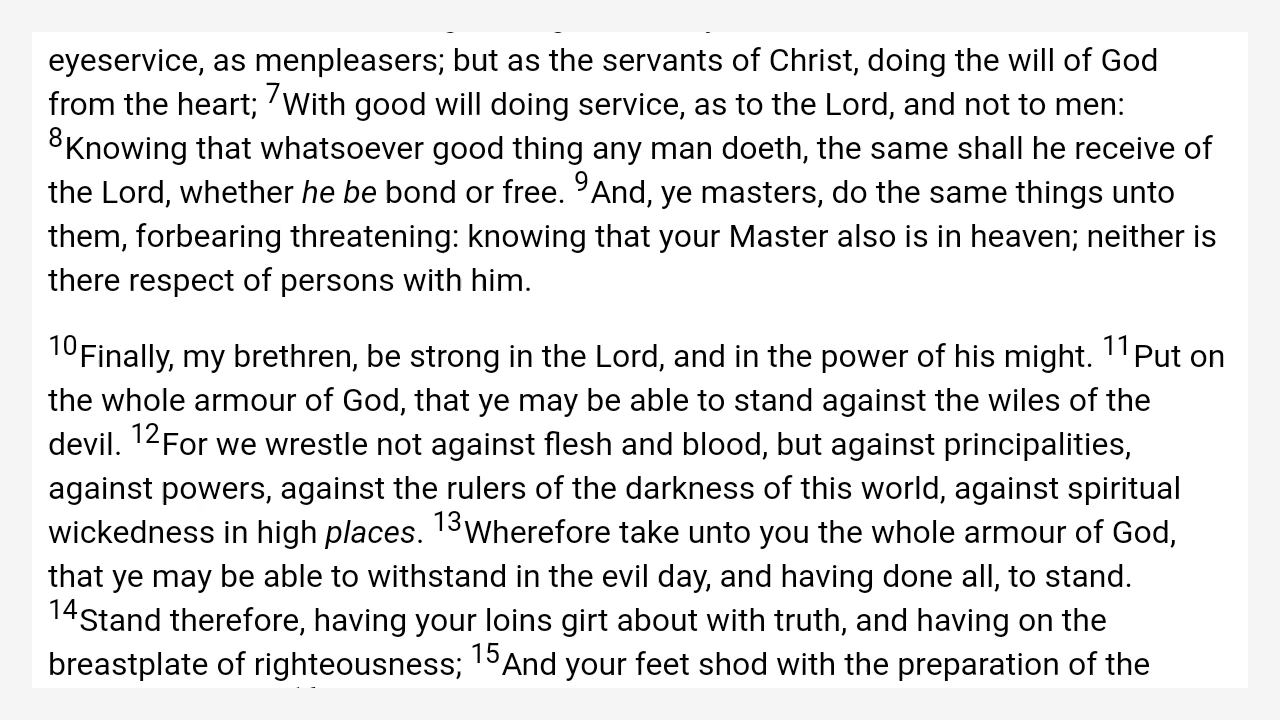 eyeservice, as menpleasers; but as the servants of Christ, doing the will of God
from the heart; 7With good will doing service, as to the Lord, and not to men:
8Knowing that whatsoever good thing any man doeth, the same shall he receive of
the Lord, whether he be bond or free. 9And, ye masters, do the same things unto
them, forbearing threatening: knowing that your Master also is in heaven; neither is
there respect of persons with him.
10Finally, my brethren, be strong in the Lord, and in the power of his might. 11Put on
the whole armour of God, that ye may be able to stand against the wiles of the
devil. 12For we wrestle not against flesh and blood, but against principalities,
against powers, against the rulers of the darkness of this world, against spiritual
wickedness in high places. 13Wherefore take unto you the whole armour of God,
that ye may be able to withstand in the evil day, and having done all, to stand.
14Stand therefore, having your loins girt about with truth, and having on the
breastplate of righteousness; 15And your feet shod with the preparation of the